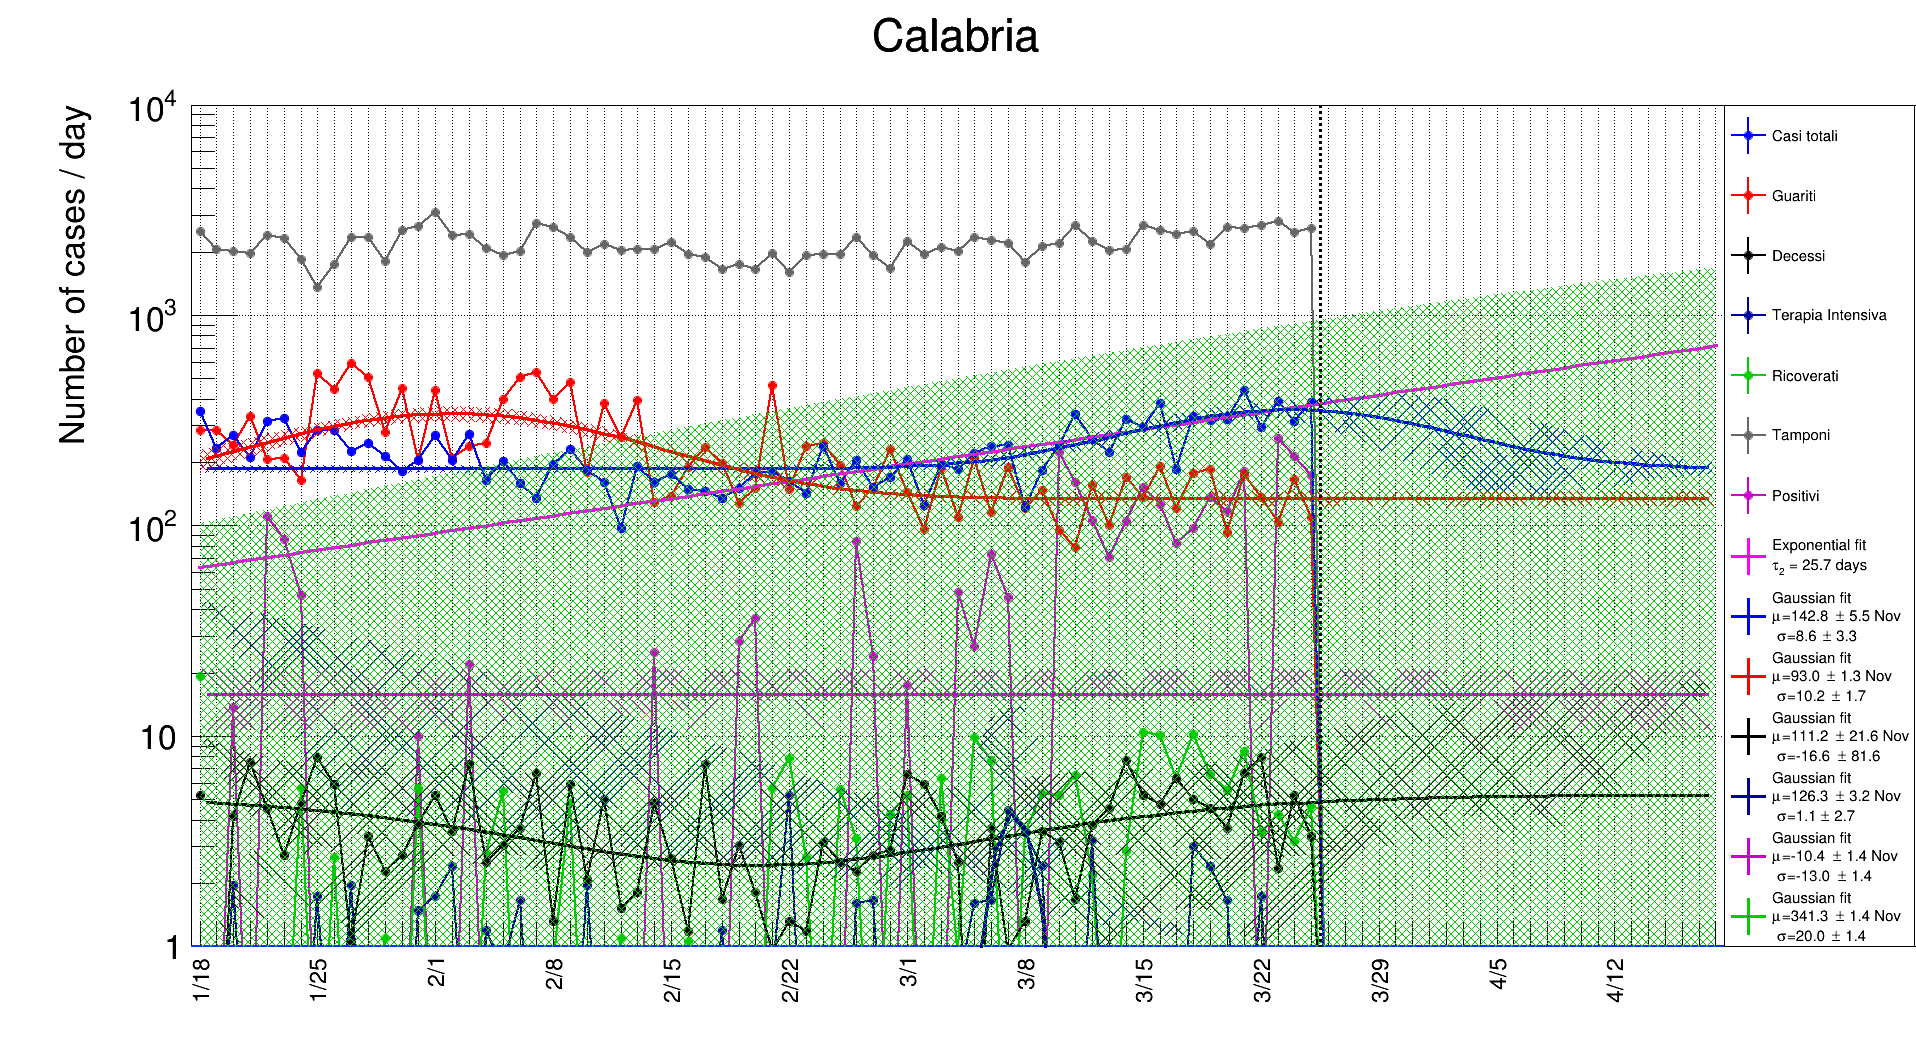 Calabria
Number of cases / day
10⁴
10³
10²
10
1
1/18
1/25
2/1
2/8
2/15
2/22
3/1
3/8
3/15
3/22
3/29
4/5
4/12
Casi totali
Guariti
Decessi
Terapia Intensiva
Ricoverati
Tamponi
Positivi
Exponential fit
τ₂ = 25.7 days
Gaussian fit
μ=142.8 ± 5.5 Nov
σ=8.6 ± 3.3
Gaussian fit
μ=93.0 ± 1.3 Nov
σ=10.2 ± 1.7
Gaussian fit
μ=111.2 ± 21.6 Nov
σ=-16.6 ± 81.6
Gaussian fit
μ=126.3 ± 3.2 Nov
σ=1.1 ± 2.7
Gaussian fit
μ=-10.4 ± 1.4 Nov
σ=-13.0 ± 1.4
Gaussian fit
μ=341.3 ± 1.4 Nov
σ=20.0 ± 1.4